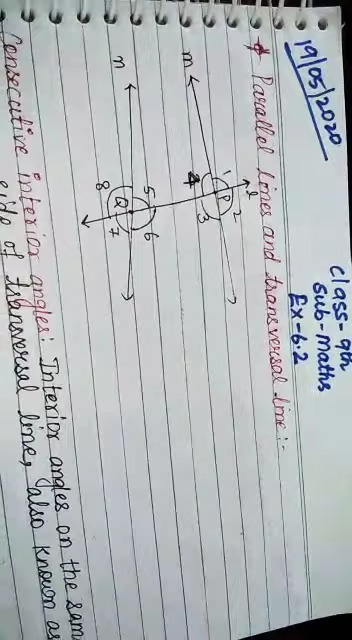 19/05/2020
Class-9th
Sub-maths
Ex-6.2
* Parallel lines and transversal line:-
l
m
1 P 2
4 3
n
5 6
8 Q 7
Consecutive interior angles: Interior angles on the same
side of transversal line, also known as